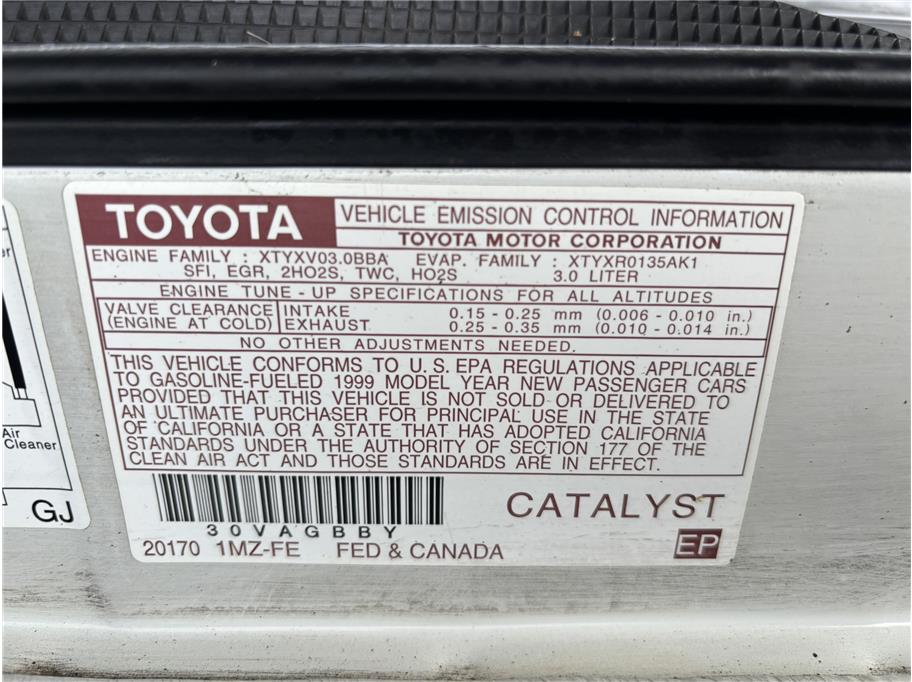 TOYOTA
VEHICLE EMISSION CONTROL INFORMATION
TOYOTA MOTOR CORPORATION
ENGINE FAMILY : XTYXV03.0BBA EVAP. FAMILY : XTYXR0135AK1
SFI, EGR, 2HO2S, TWC, HO2S 3.0 LITER
ENGINE TUNE - UP SPECIFICATIONS FOR ALL ALTITUDES
VALVE CLEARANCE INTAKE 0.15 - 0.25 mm (0.006 - 0.010 in.)
(ENGINE AT COLD) EXHAUST 0.25 - 0.35 mm (0.010 - 0.014 in.)
NO OTHER ADJUSTMENTS NEEDED.
THIS VEHICLE CONFORMS TO U.S. EPA REGULATIONS APPLICABLE
TO GASOLINE-FUELED 1999 MODEL YEAR NEW PASSENGER CARS
PROVIDED THAT THIS VEHICLE IS NOT SOLD OR DELIVERED TO
AN ULTIMATE PURCHASER FOR PRINCIPAL USE IN THE STATE
OF CALIFORNIA OR A STATE THAT HAS ADOPTED CALIFORNIA
STANDARDS UNDER THE AUTHORITY OF SECTION 177 OF THE
CLEAN AIR ACT AND THOSE STANDARDS ARE IN EFFECT.
30VAGBBY
CATALYST
20170 1MZ-FE FED & CANADA
EP
Air
Cleaner
GJ